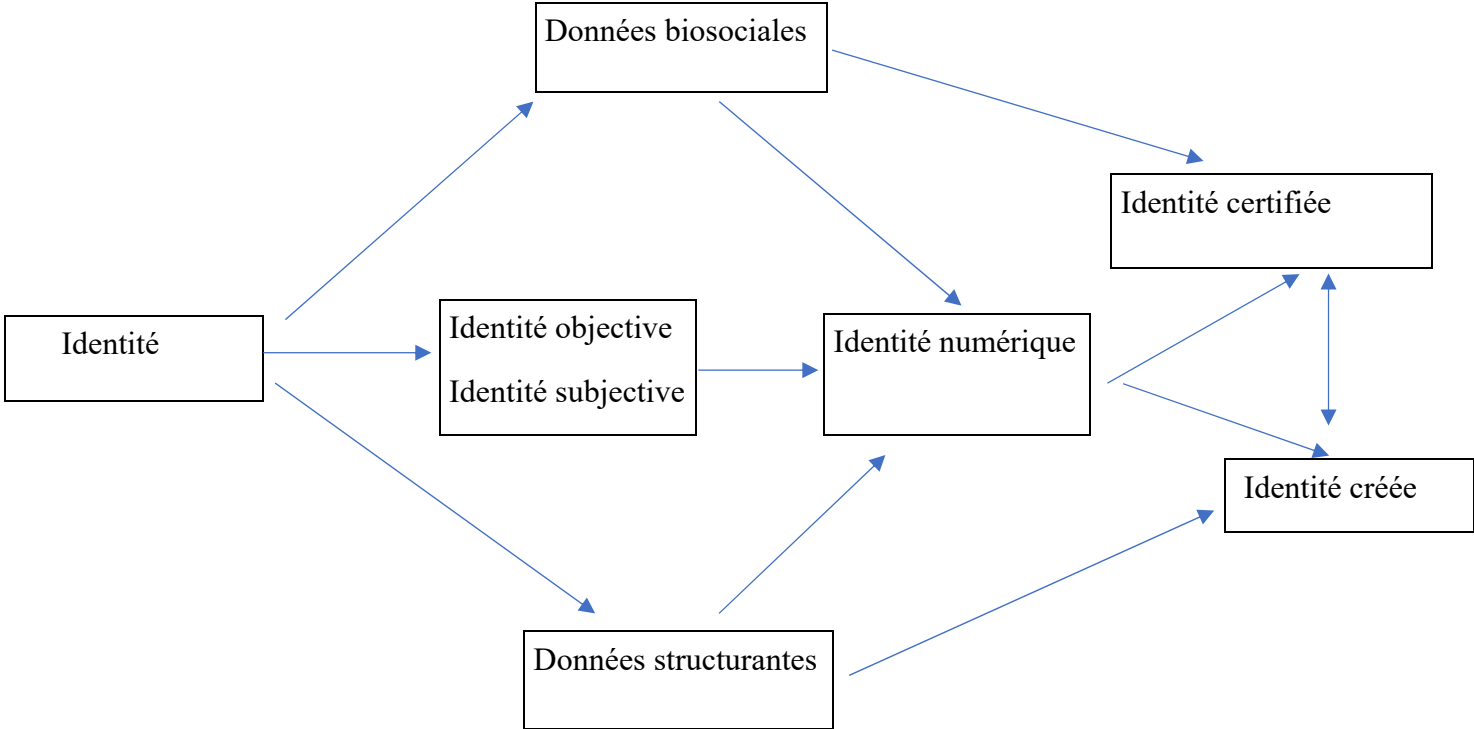 Données biosociales
Identité certifiée
Identité
Identité objective
Identité subjective
Identité numérique
Identité créée
Données structurantes